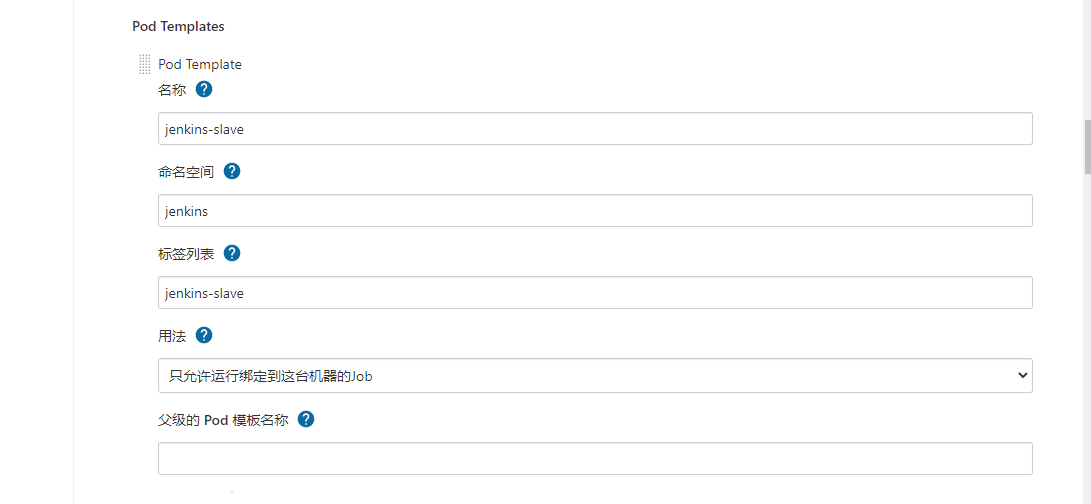 Pod Templates
Pod Template
名称 ?
jenkins-slave
命名空间 ?
jenkins
标签列表 ?
jenkins-slave
用法 ?
只允许运行绑定到这台机器的Job
父级的 Pod 模板名称 ?